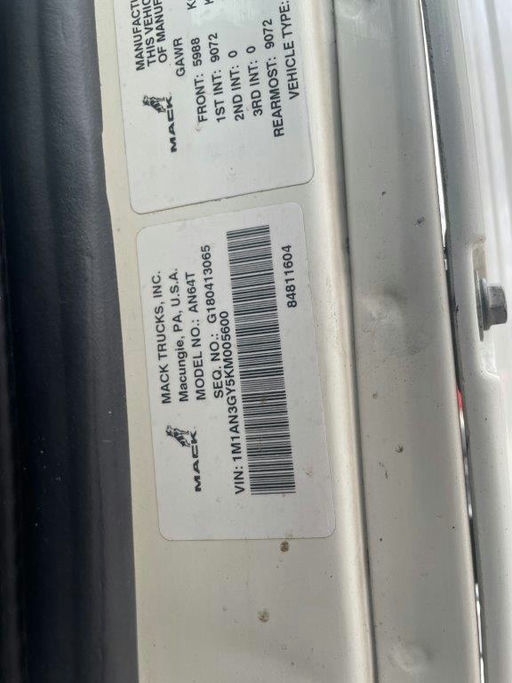 MANUFACTU
THIS VEHIC
OF MANUF
MACK
GAWR
FRONT: 5988
1ST INT: 9072
2ND INT: 0
3RD INT: 0
REARMOST: 9072
VEHICLE TYPE:
MACK TRUCKS, INC.
Macungie, PA, U.S.A.
MACK
MODEL NO.: AN64T
SEQ. NO.: G180413065
VIN: 1M1AN3GY5KM005600
84811604